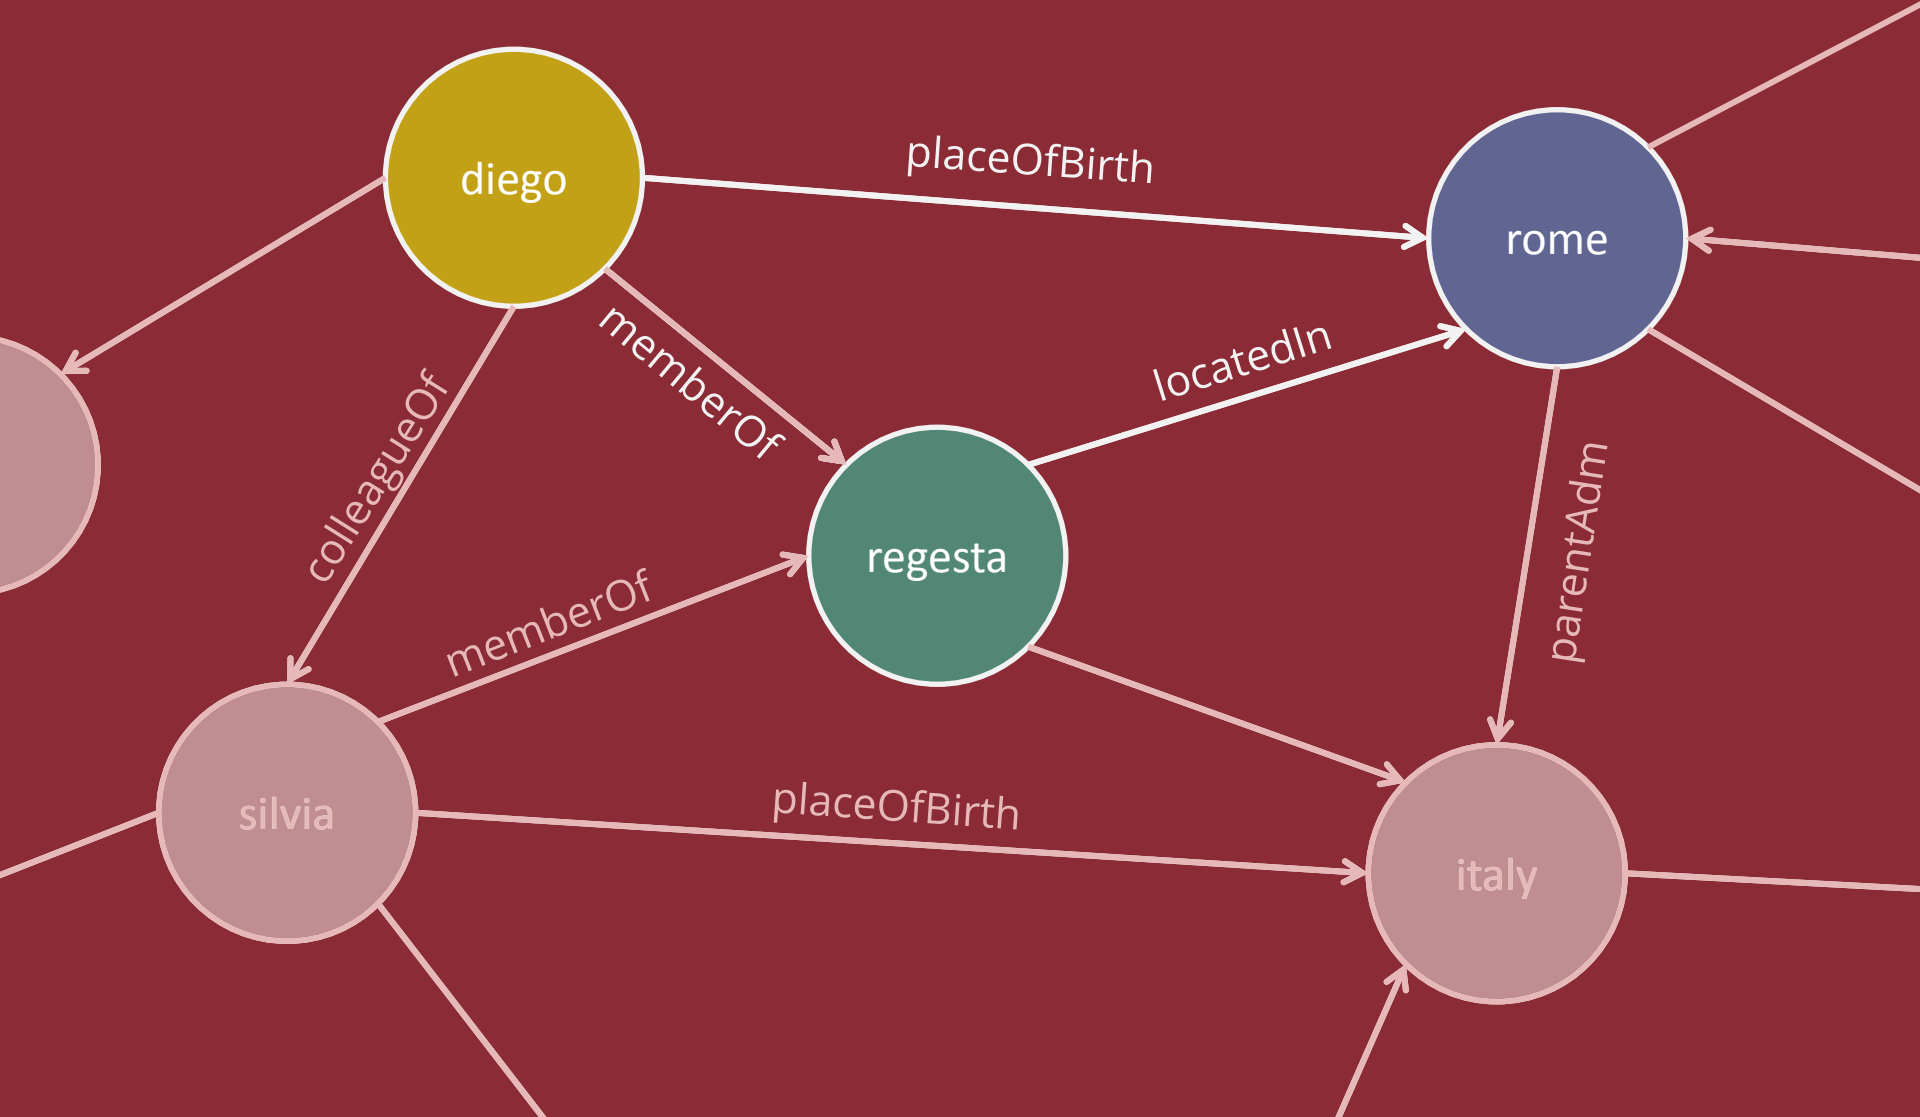 diego
placeOfBirth
rome
memberOf
locatedIn
colleagueOf
regesta
parentAdm
memberOf
silvia
placeOfBirth
italy